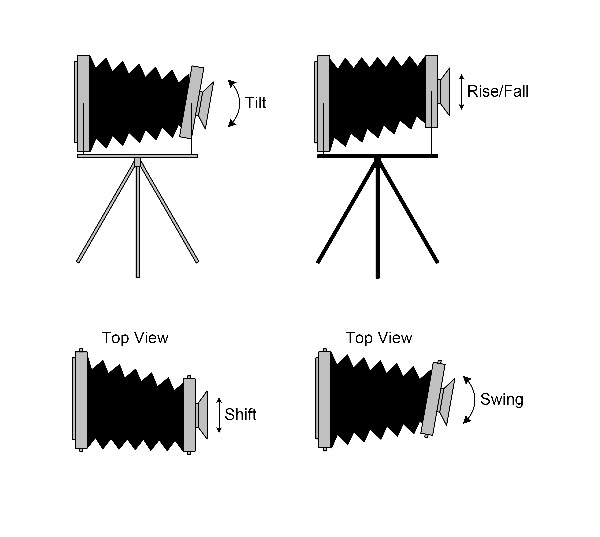 Tilt
Rise/Fall
Top View
Top View
Shift
Swing